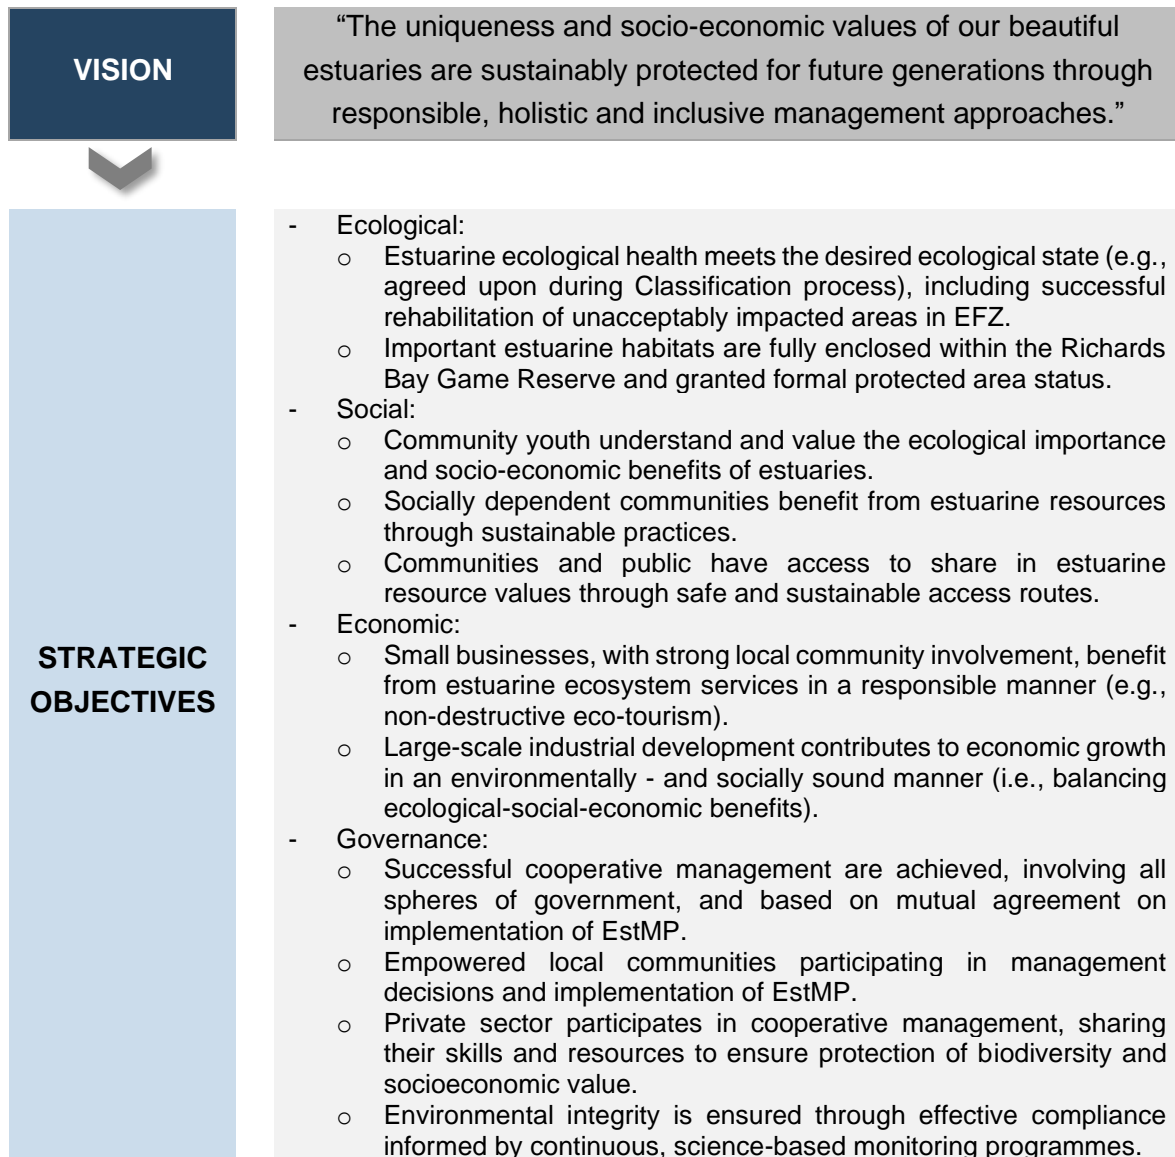 VISION
“The uniqueness and socio-economic values of our beautiful
estuaries are sustainably protected for future generations through
responsible, holistic and inclusive management approaches.”
STRATEGIC
OBJECTIVES
- Ecological:
o Estuarine ecological health meets the desired ecological state (e.g.,
agreed upon during Classification process), including successful
rehabilitation of unacceptably impacted areas in EFZ.
o Important estuarine habitats are fully enclosed within the Richards
Bay Game Reserve and granted formal protected area status.
- Social:
o Community youth understand and value the ecological importance
and socio-economic benefits of estuaries.
o Socially dependent communities benefit from estuarine resources
through sustainable practices.
o Communities and public have access to share in estuarine
resource values through safe and sustainable access routes.
- Economic:
o Small businesses, with strong local community involvement, benefit
from estuarine ecosystem services in a responsible manner (e.g.,
non-destructive eco-tourism).
o Large-scale industrial development contributes to economic growth
in an environmentally - and socially sound manner (i.e., balancing
ecological-social-economic benefits).
- Governance:
o Successful cooperative management are achieved, involving all
spheres of government, and based on mutual agreement on
implementation of EstMP.
o Empowered local communities participating in management
decisions and implementation of EstMP.
o Private sector participates in cooperative management, sharing
their skills and resources to ensure protection of biodiversity and
socioeconomic value.
o Environmental integrity is ensured through effective compliance
informed by continuous, science-based monitoring programmes.